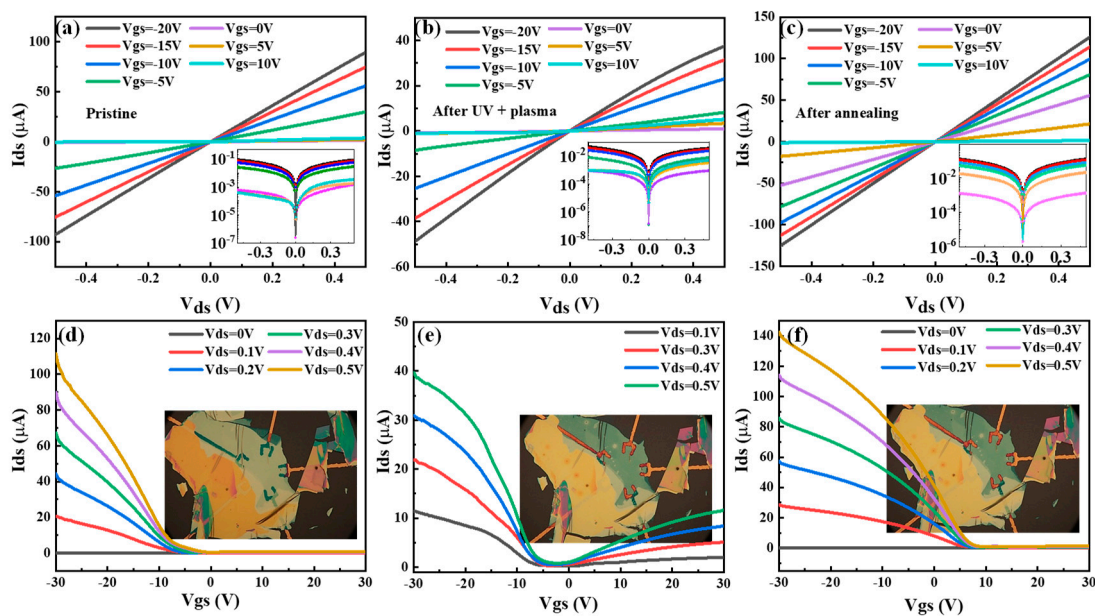 (a)
Vgs=-20V
Vgs=0V
Vgs=-15V
Vgs=5V
Vgs=-10V
Vgs=10V
Vgs=-5V
Pristine
Ids (μA)
100
50
0
-50
-100
-0.4
-0.2
0.0
0.2
0.4
Vds (V)
10-1
10-3
10-5
10-7
-0.3
0.0
0.3
(b)
Vgs=-20V
Vgs=0V
Vgs=-15V
Vgs=5V
Vgs=-10V
Vgs=10V
Vgs=-5V
After UV + plasma
40
20
0
-20
-40
-60
-0.4
-0.2
0.0
0.2
0.4
Vds (V)
10-2
10-4
10-6
10-8
-0.3
0.0
0.3
(c)
Vgs=-20V
Vgs=0V
Vgs=-15V
Vgs=5V
Vgs=-10V
Vgs=10V
Vgs=-5V
After annealing
150
125
100
75
50
25
0
-25
-50
-75
-100
-125
-150
-0.4
-0.2
0.0
0.2
0.4
Vds (V)
10-2
10-4
10-6
-0.3
0.0
0.3
(d)
Vds=0V
Vds=0.3V
Vds=0.1V
Vds=0.4V
Vds=0.2V
Vds=0.5V
Ids (μA)
120
100
80
60
40
20
0
-30
-20
-10
0
10
20
30
Vgs (V)
(e)
Vds=0.1V
Vds=0.3V
Vds=0.4V
Vds=0.5V
Ids (μA)
50
40
30
20
10
0
-30
-20
-10
0
10
20
30
Vgs (V)
(f)
Vds=0V
Vds=0.3V
Vds=0.1V
Vds=0.4V
Vds=0.2V
Vds=0.5V
Ids (μA)
140
120
100
80
60
40
20
0
-30
-20
-10
0
10
20
30
Vgs (V)